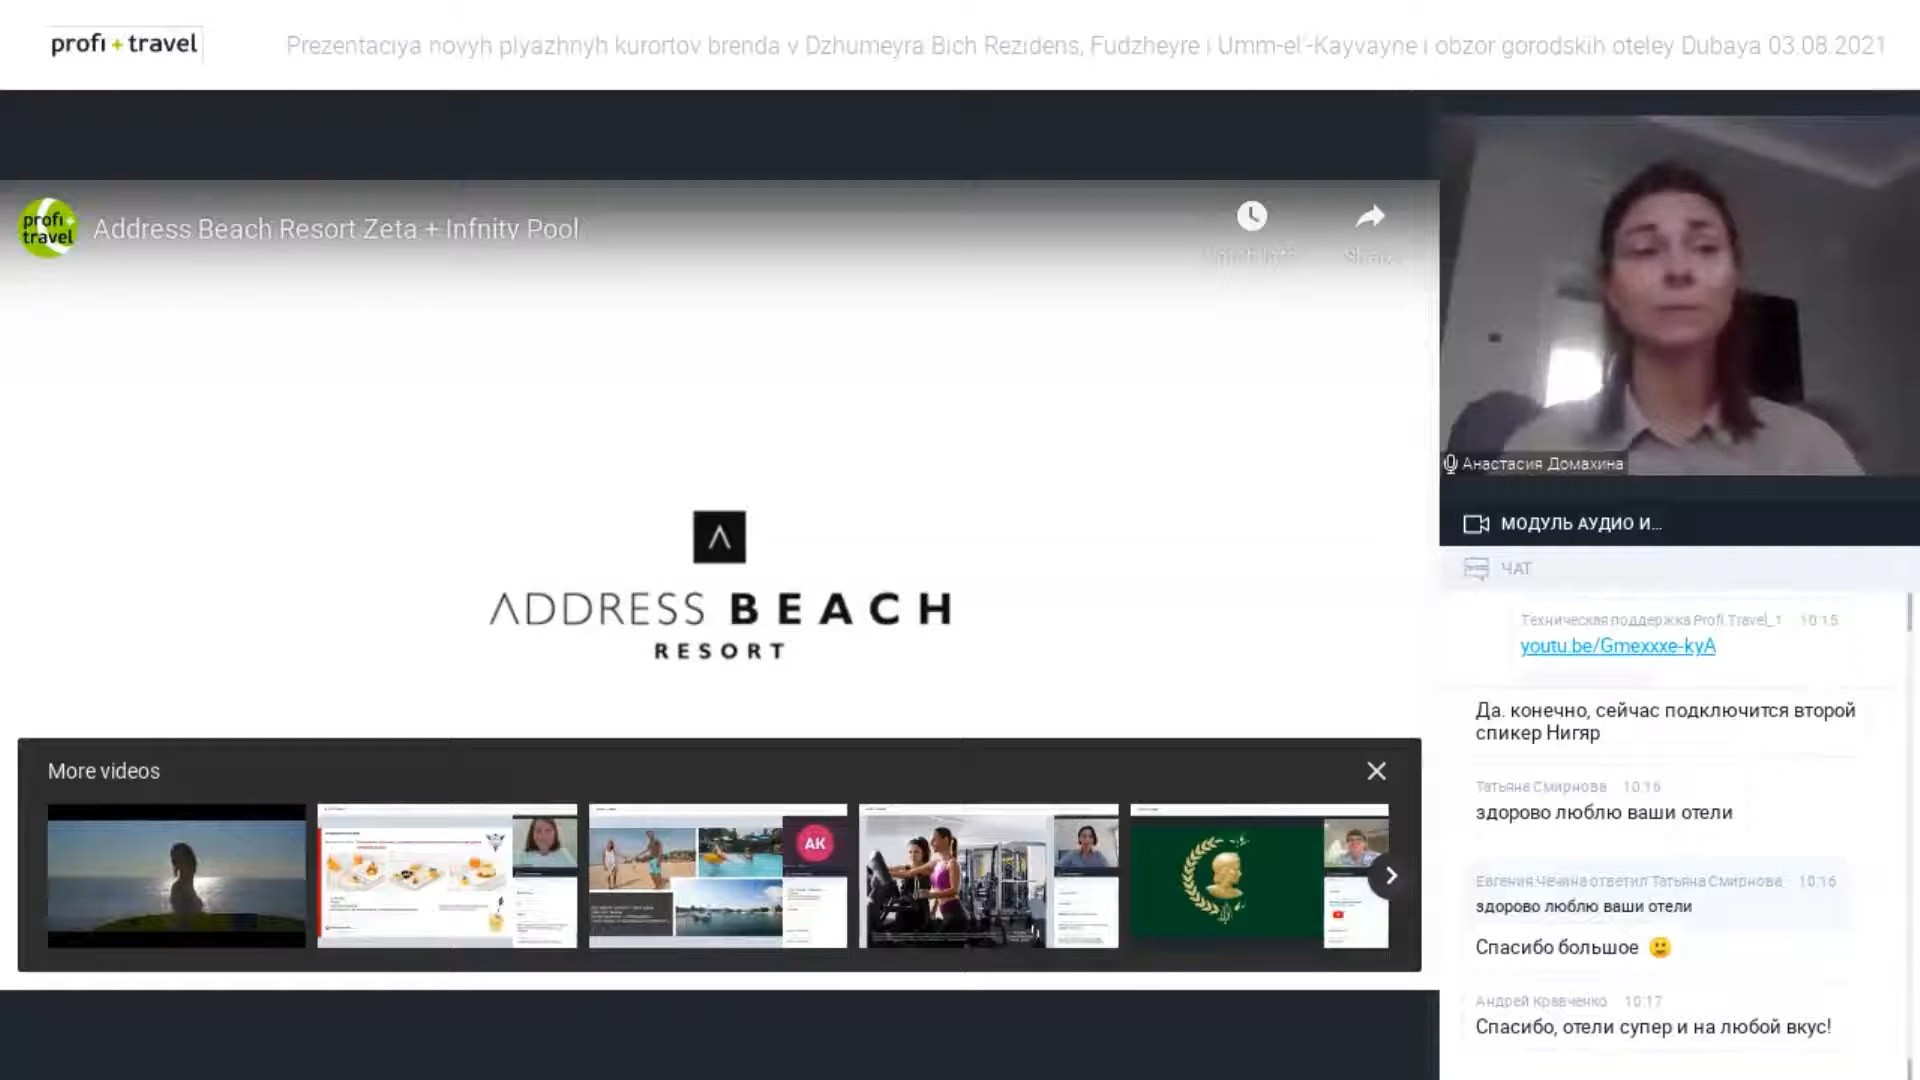 profi + travel
Prezentaciya novyh plyazhnyh kurortov brenda v Dzhumeyra Bich Rezidens, Fudzheyre i Umm-el'-Kayvayne i obzor gorodskih oteley Dubaya 03.08.2021
profi
travel
Address Beach Resort Zeta + Infnity Pool
Share
ADDRESS BEACH
RESORT
More videos
AK
Анастасия Домахина
МОДУЛЬ АУДИО И...
ЧАТ
Техническая поддержка Profi.Travel_1 10:15
youtu.be/Gmexxxe-kyA
Да. конечно, сейчас подключится второй
спикер Нигяр
Татьяна Смирнова 10:16
здорово люблю ваши отели
Евгения Чечина ответил Татьяна Смирнова 10:16
здорово люблю ваши отели
Спасибо большое 🙂
Андрей Кравченко 10:17
Спасибо, отели супер и на любой вкус!